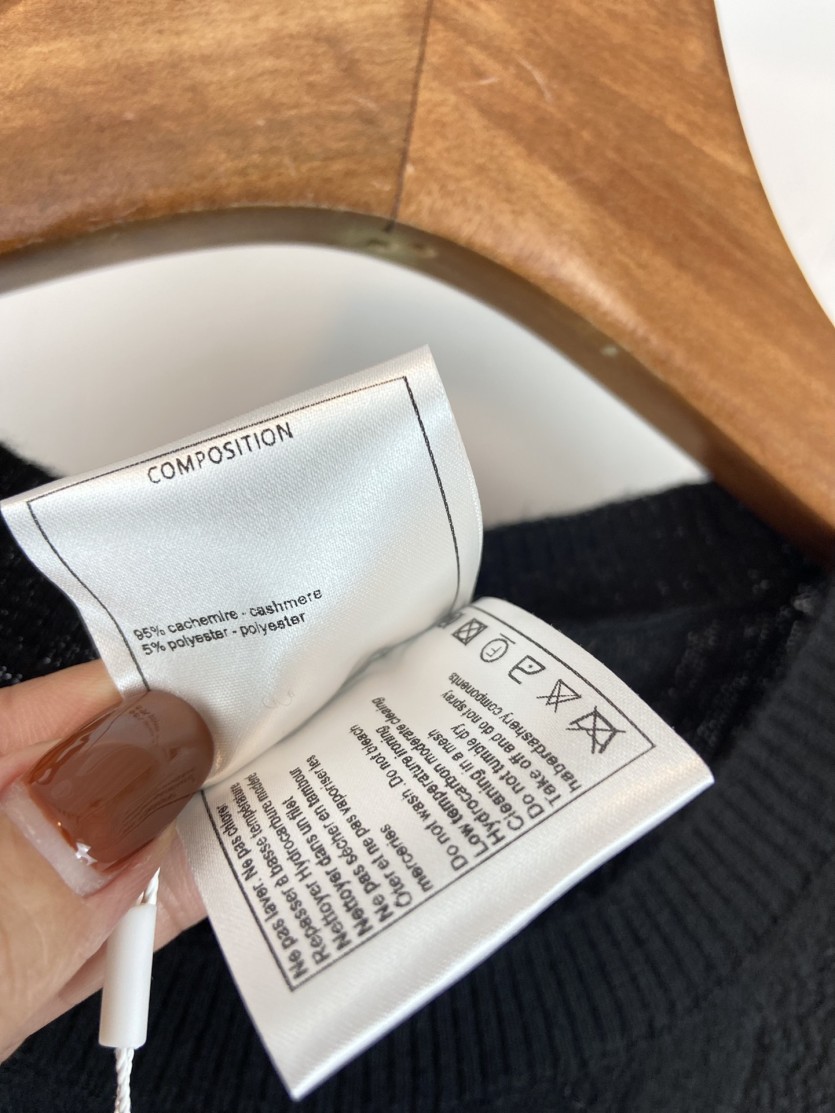 COMPOSITION
95% cachemire - cashmere
5% polyester - polyester
F
Ne pas laver. Ne pas chlorer
Repasser à basse température
Nettoyer Hydrocarbure modéré
Nettoyer dans un filet
Ne pas sécher en tambour
Ôter et ne pas vaporiser les
merceries
Do not wash. Do not bleach
Low temperature ironing
Hydrocarbon moderate cleaing
Cleaning in a mesh
Do not tumble dry
Take off and do not spray
haberdashery components